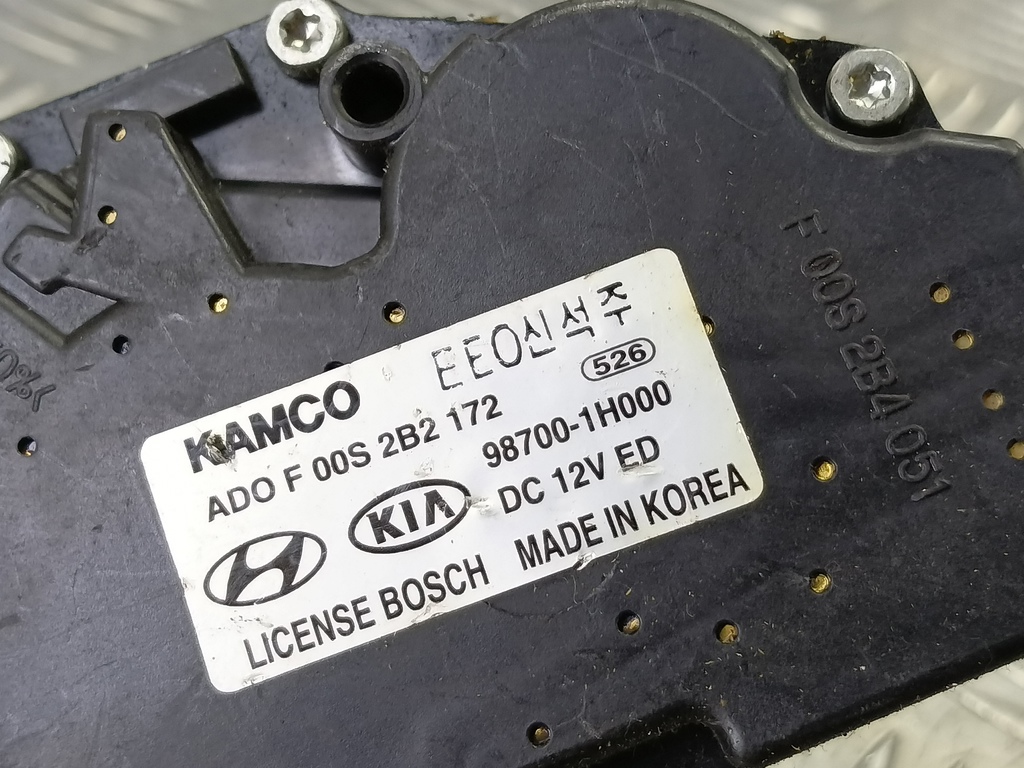 EEO신석주
KAMCO
526
ADO F 00S 2B2 172
98700-1H000
KIA
DC 12V ED
LICENSE BOSCH MADE IN KOREA
F 00S 2B4 051